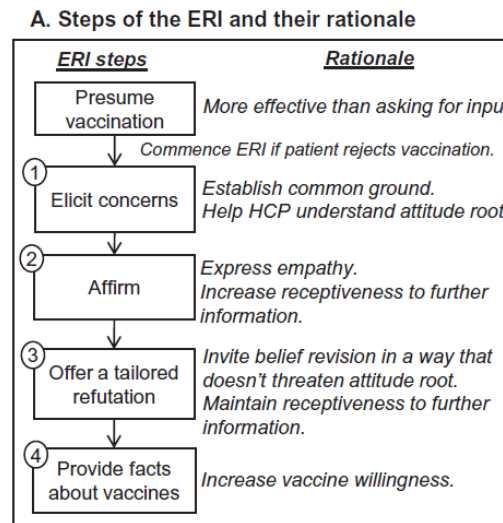 A. Steps of the ERI and their rationale
ERI steps
Rationale
Presume
vaccination
More effective than asking for inpu
Commence ERI if patient rejects vaccination.
1
Elicit concerns
Establish common ground.
Help HCP understand attitude root
2
Affirm
Express empathy.
Increase receptiveness to further
information.
3
Offer a tailored
refutation
Invite belief revision in a way that
doesn't threaten attitude root.
Maintain receptiveness to further
information.
4
Provide facts
about vaccines
Increase vaccine willingness.